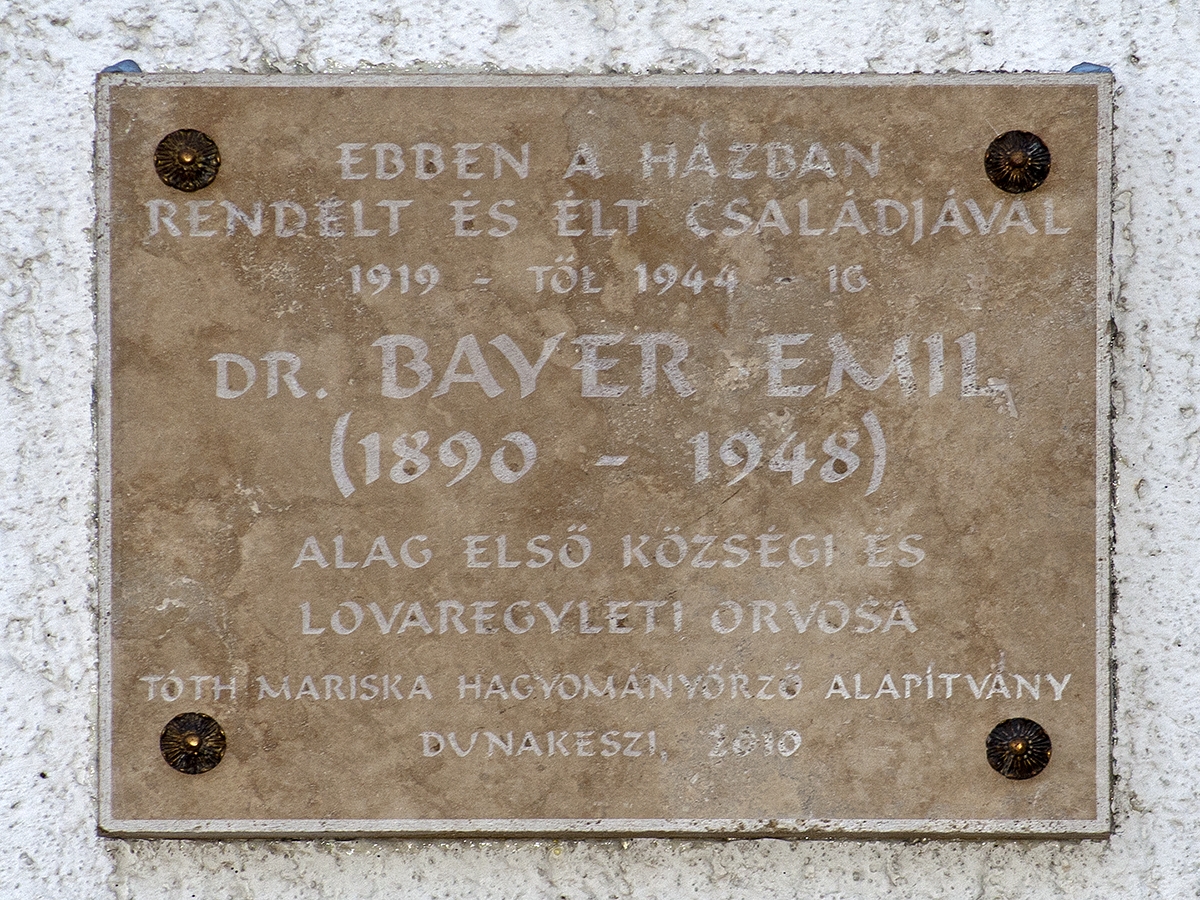 EBBEN A HÁZBAN
RENDELT ÉS ÉLT CSALÁDJÁVAL
1919 - TŐL 1944 - IG
DR. BAYER EMIL
(1890 - 1948)
ALAG ELSŐ KÖZSÉGI ÉS
LOVAREGYLETI ORVOSA
TÓTH MARISKA HAGYOMÁNYŐRZŐ ALAPÍTVÁNY
DUNAKESZI, 2010